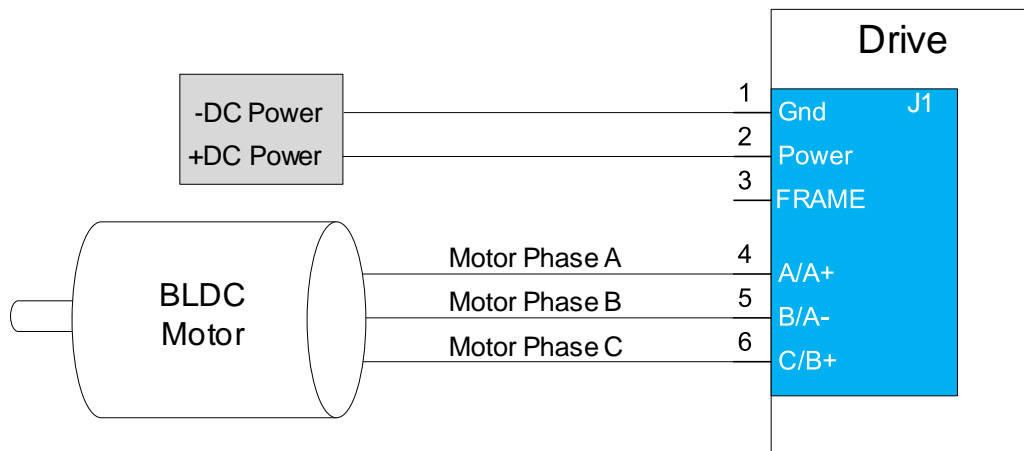 Drive
J1
-DC Power
1
Gnd
+DC Power
2
Power
3
FRAME
BLDC
Motor
Motor Phase A
4
A/A+
Motor Phase B
5
B/A-
Motor Phase C
6
C/B+